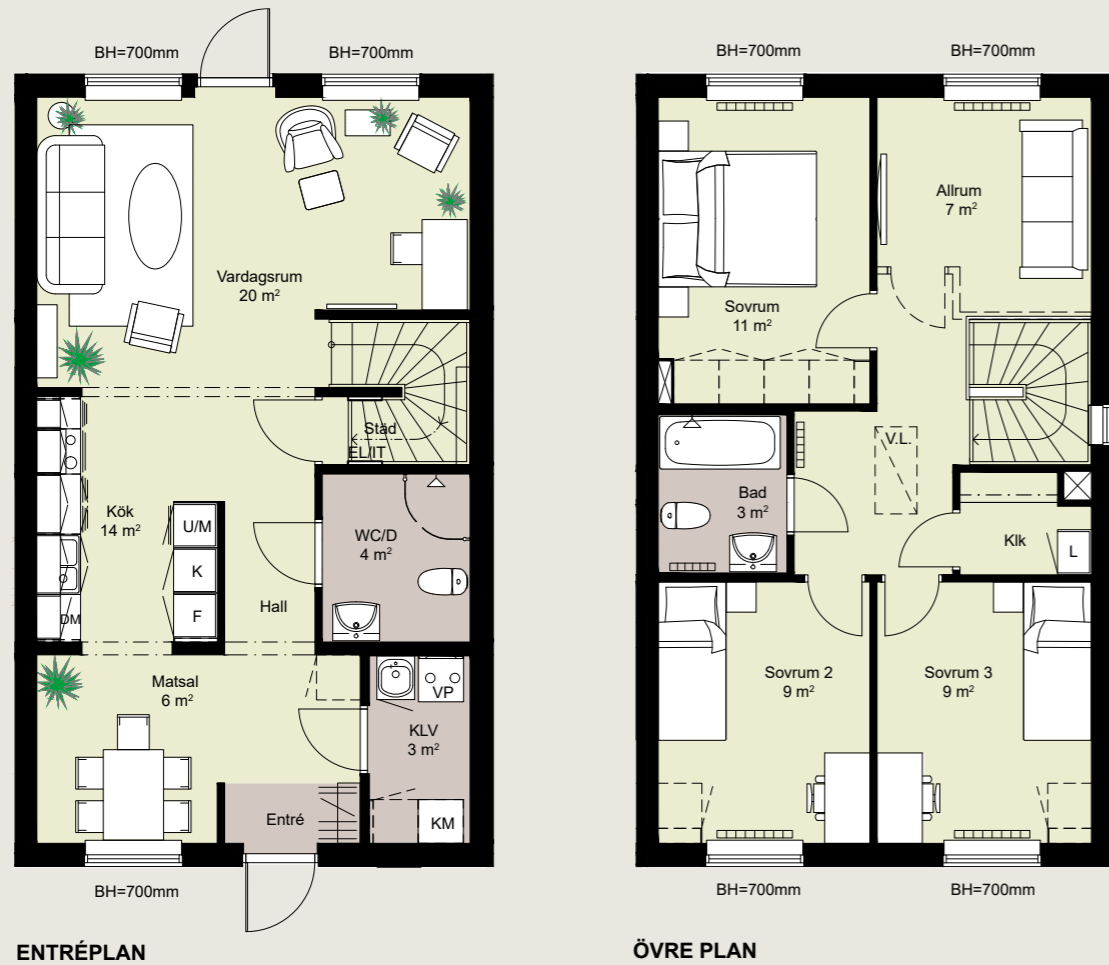 BH=700mm
BH=700mm
Vardagsrum
20 m²
Städ
EL/IT
Kök
14 m²
U/M
K
F
DM
WC/D
4 m²
Hall
Matsal
6 m²
VP
KLV
3 m²
Entré
KM
BH=700mm
ENTRÉPLAN
BH=700mm
BH=700mm
Allrum
7 m²
Sovrum
11 m²
V.L.
Bad
3 m²
Klk
L
Sovrum 2
9 m²
Sovrum 3
9 m²
BH=700mm
BH=700mm
ÖVRE PLAN